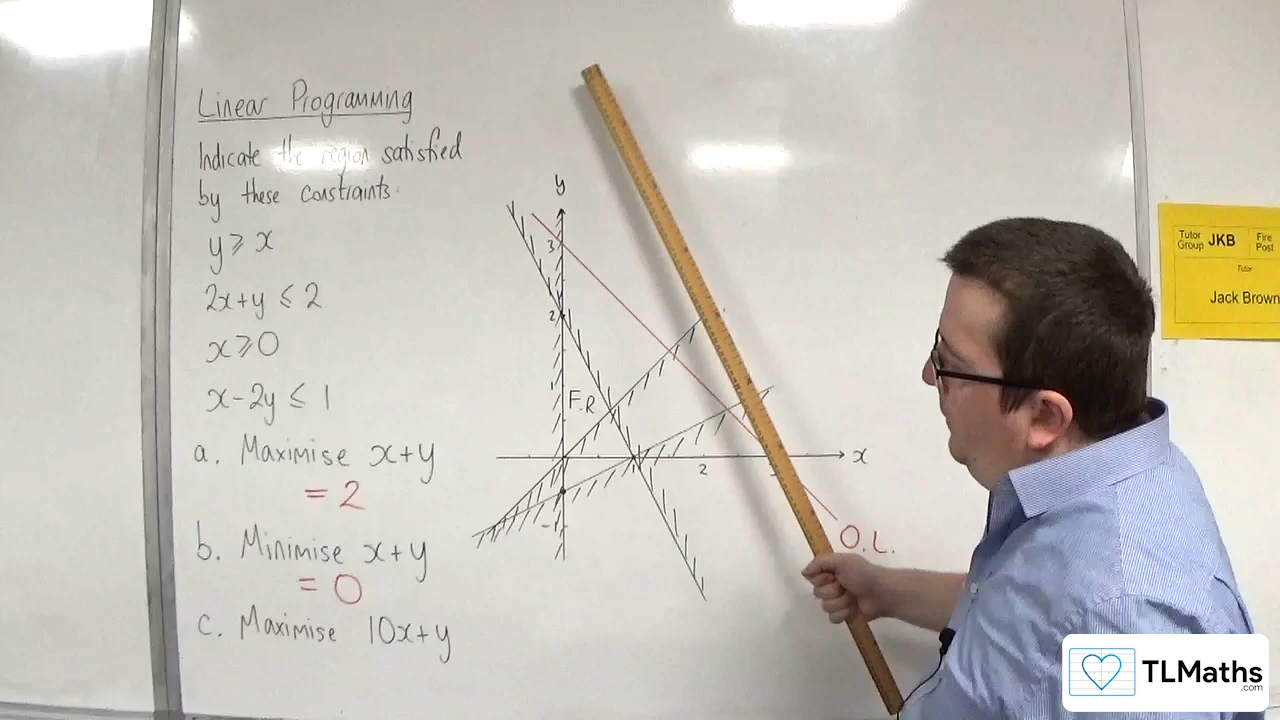 Linear Programming
Indicate the region satisfied
by these constraints.
y ⩾ x
2x+y ⩽ 2
x ⩾ 0
x-2y ⩽ 1
a. Maximise x+y
= 2
b. Minimise x+y
= 0
c. Maximise 10x+y
y
3
2
F.R
1
2
3
x
-1
O.L.
Tutor Group JKB
Fire Post
Tutor
Jack Brown
TLMaths
.com